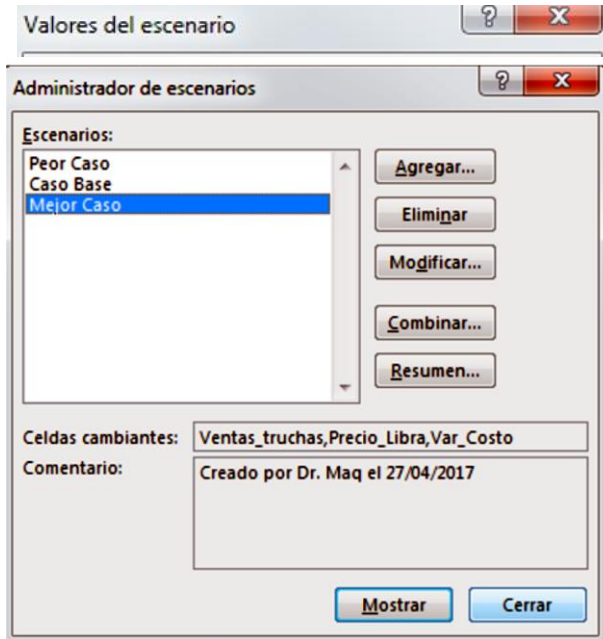 Valores del escenario
? X
Administrador de escenarios
? X
Escenarios:
Peor Caso
Caso Base
Mejor Caso
Agregar...
Eliminar
Modificar...
Combinar...
Resumen...
Celdas cambiantes: Ventas_truchas,Precio_Libra,Var_Costo
Comentario: Creado por Dr. Maq el 27/04/2017
Mostrar Cerrar